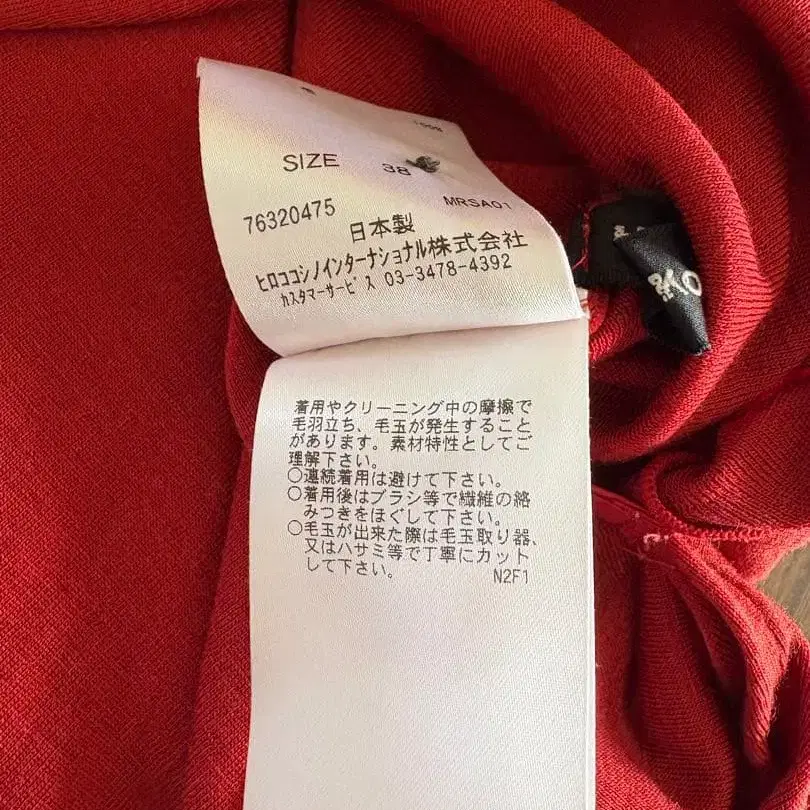 SIZE 38
76320475 MRSA01
日本製
ヒロココシノインターナショナル株式会社
カスタマーサービス 03-3478-4392
着用やクリーニング中の摩擦で
毛羽立ち、毛玉が発生すること
があります。素材特性としてご
理解下さい。
○連続着用は避けて下さい。
○着用後はブラシ等で繊維の絡
みつきをほぐして下さい。
○毛玉が出来た際は毛玉取り器、
又はハサミ等で丁寧にカット
して下さい。 N2F1